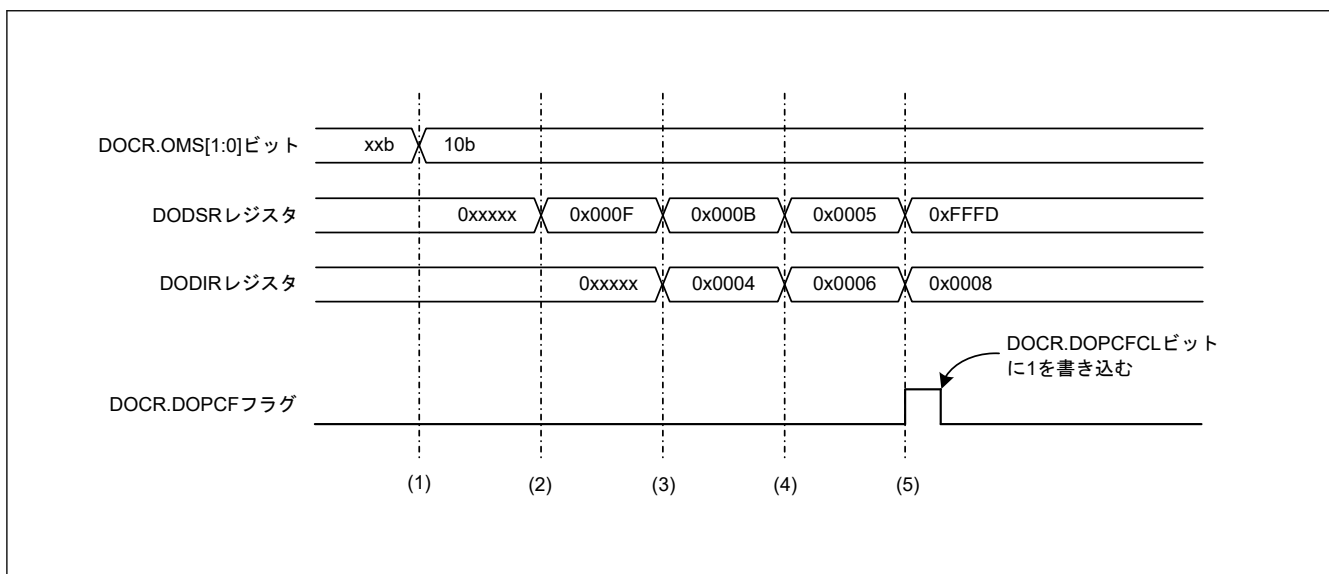 DOCR.OMS[1:0]ビット xxb 10b
DODSRレジスタ 0xxxxx 0x000F 0x000B 0x0005 0xFFFD
DODIRレジスタ 0xxxxx 0x0004 0x0006 0x0008
DOCR.DOPCFCLビット
に1を書き込む
DOCR.DOPCFフラグ
(1) (2) (3) (4) (5)